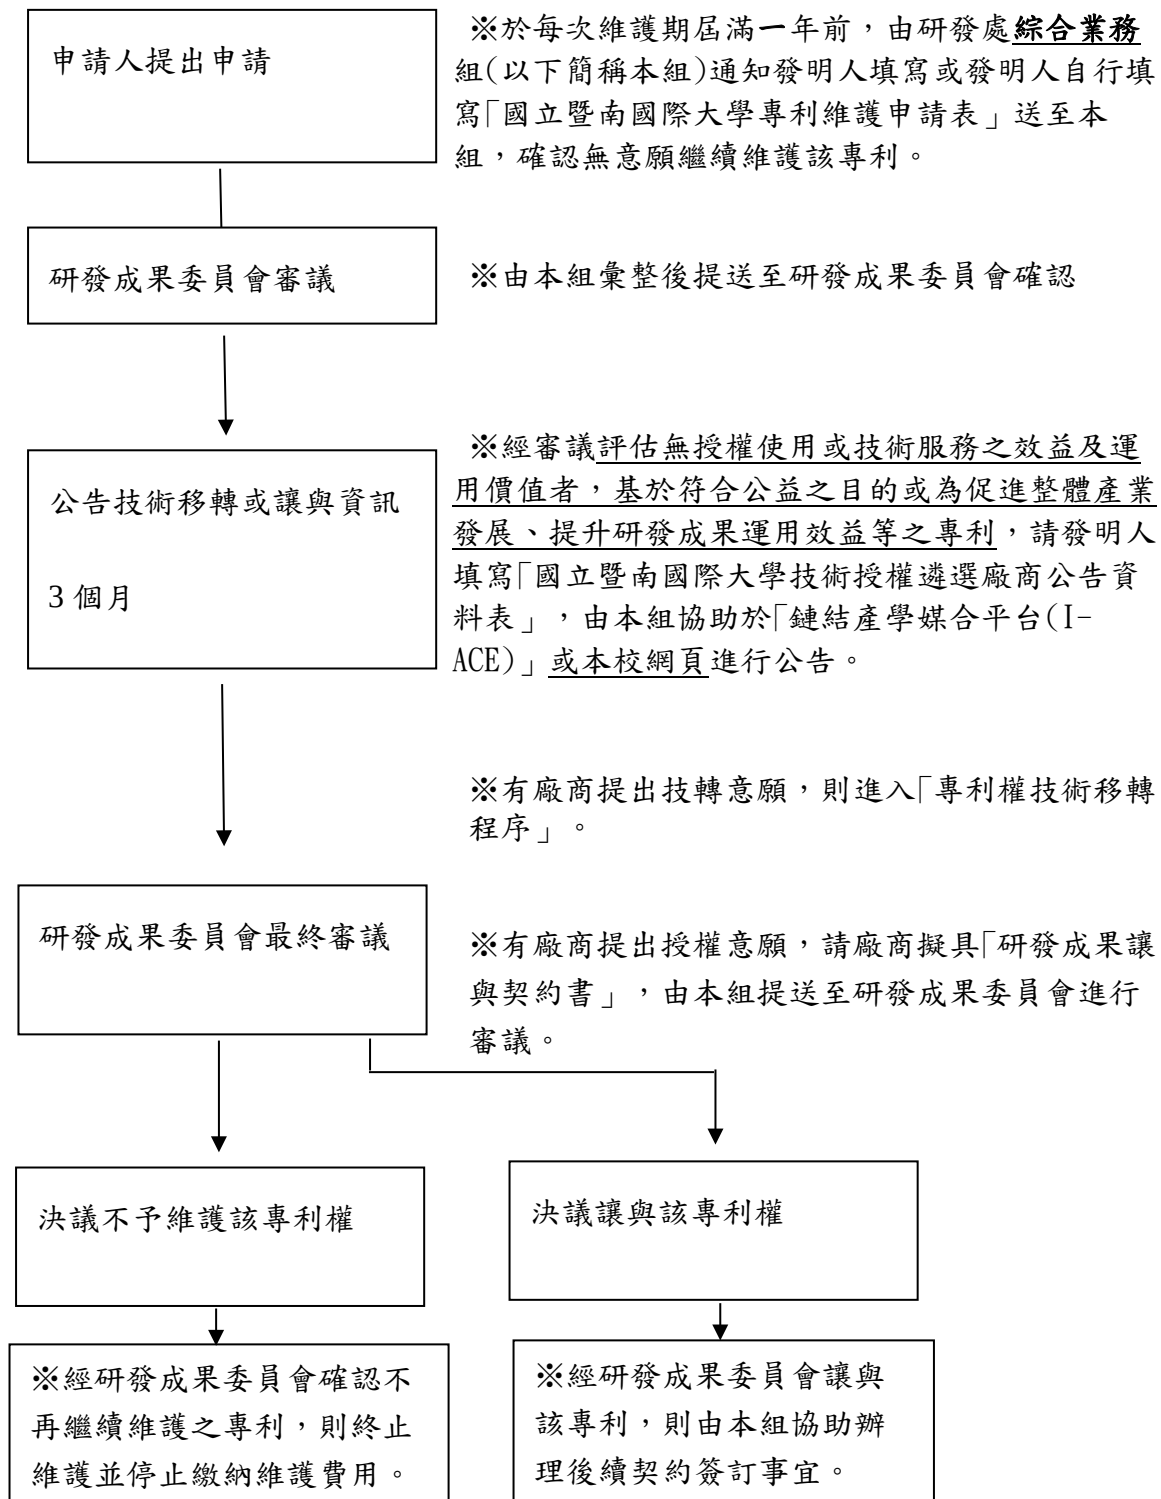 申請人提出申請
※於每次維護期屆滿一年前，由研發處綜合業務
組(以下簡稱本組)通知發明人填寫或發明人自行填
寫「國立暨南國際大學專利維護申請表」送至本
組，確認無意願繼續維護該專利。
研發成果委員會審議
※由本組彙整後提送至研發成果委員會確認
公告技術移轉或讓與資訊
3 個月
※經審議評估無授權使用或技術服務之效益及運
用價值者，基於符合公益之目的或為促進整體產業
發展、提升研發成果運用效益等之專利，請發明人
填寫「國立暨南國際大學技術授權遴選廠商公告資
料表」，由本組協助於「鏈結產學媒合平台(I-
ACE)」或本校網頁進行公告。
※有廠商提出技轉意願，則進入「專利權技術移轉
程序」。
研發成果委員會最終審議
※有廠商提出授權意願，請廠商擬具「研發成果讓
與契約書」，由本組提送至研發成果委員會進行
審議。
決議不予維護該專利權
決議讓與該專利權
※經研發成果委員會確認不
再繼續維護之專利，則終止
維護並停止繳納維護費用。
※經研發成果委員會讓與
該專利，則由本組協助辦
理後續契約簽訂事宜。